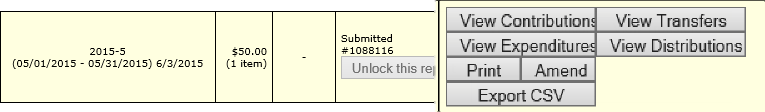 2015-5
(05/01/2015 - 05/31/2015) 6/3/2015
$50.00
(1 item)
-
Submitted
#1088116
Unlock this rep
View Contributions
View Transfers
View Expenditures
View Distributions
Print
Amend
Export CSV